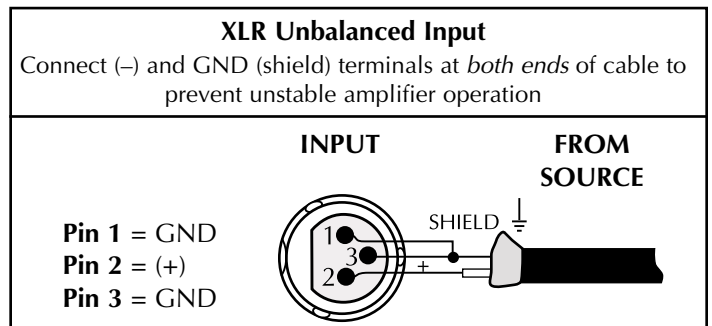 XLR Unbalanced Input
Connect (–) and GND (shield) terminals at both ends of cable to
prevent unstable amplifier operation
INPUT
FROM
SOURCE
Pin 1 = GND
Pin 2 = (+)
Pin 3 = GND
1
3
2
SHIELD
+